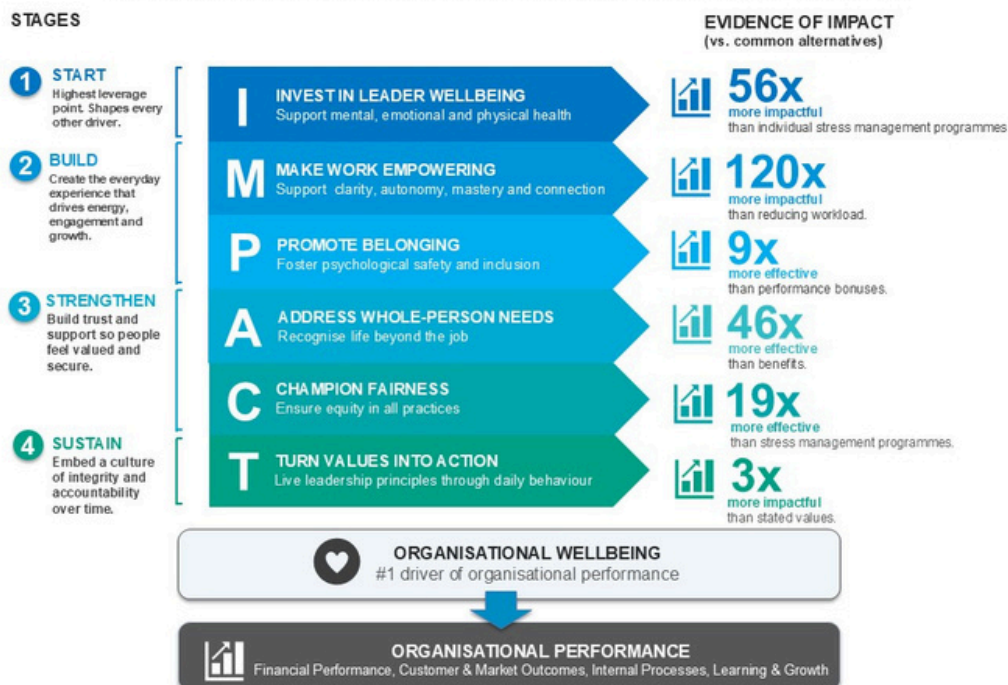 STAGES
EVIDENCE OF IMPACT
(vs. common alternatives)
1 START
Highest leverage
point. Shapes every
other driver.
I
INVEST IN LEADER WELLBEING
Support mental, emotional and physical health
56x
more impactful
than individual stress management programmes
2 BUILD
Create the everyday
experience that
drives energy,
engagement and
growth.
M
MAKE WORK EMPOWERING
Support clarity, autonomy, mastery and connection
120x
more impactful
than reducing workload.
P
PROMOTE BELONGING
Foster psychological safety and inclusion
9x
more effective
than performance bonuses.
3 STRENGTHEN
Build trust and
support so people
feel valued and
secure.
A
ADDRESS WHOLE-PERSON NEEDS
Recognise life beyond the job
46x
more effective
than benefits.
C
CHAMPION FAIRNESS
Ensure equity in all practices
19x
more effective
than stress management programmes.
4 SUSTAIN
Embed a culture
of integrity and
accountability
over time.
T
TURN VALUES INTO ACTION
Live leadership principles through daily behaviour
3x
more impactful
than stated values.
ORGANISATIONAL WELLBEING
#1 driver of organisational performance
ORGANISATIONAL PERFORMANCE
Financial Performance, Customer & Market Outcomes, Internal Processes, Learning & Growth